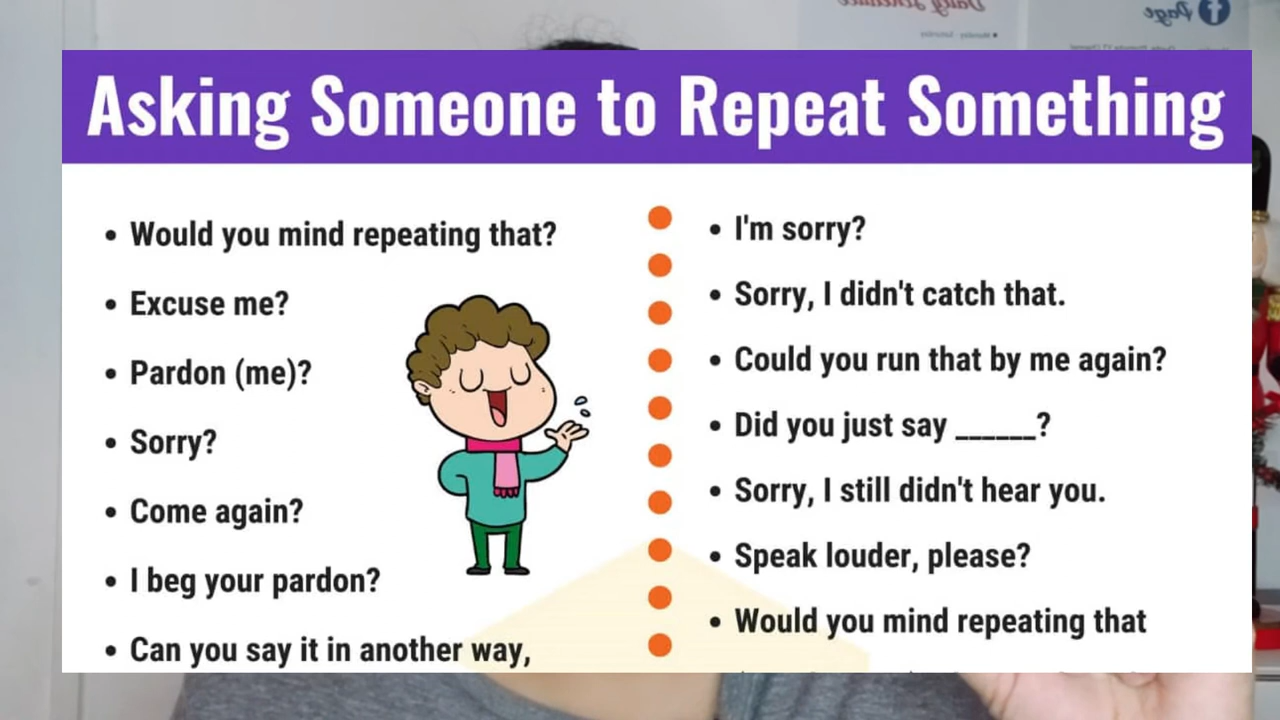 Asking Someone to Repeat Something
Would you mind repeating that?
Excuse me?
Pardon (me)?
Sorry?
Come again?
I beg your pardon?
Can you say it in another way,
I'm sorry?
Sorry, I didn't catch that.
Could you run that by me again?
Did you just say ______?
Sorry, I still didn't hear you.
Speak louder, please?
Would you mind repeating that
Daily Schedule
Page